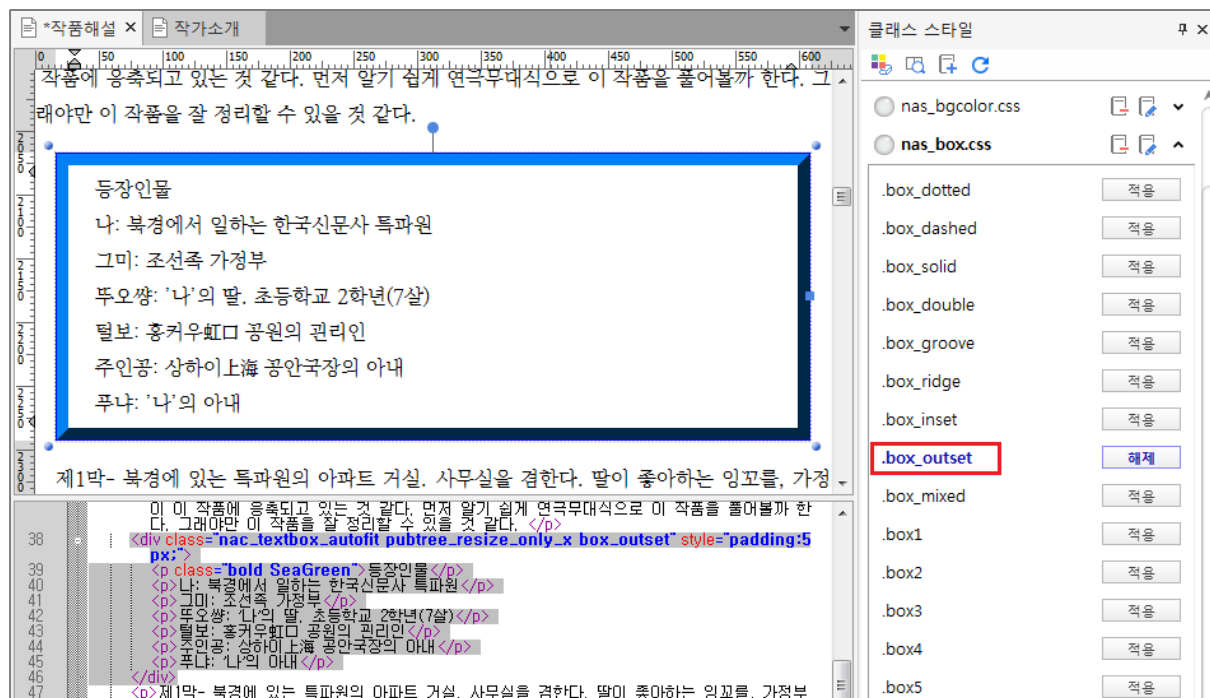 *작품해설 ×
작가소개
0 50 100 150 200 250 300 350 400 450 500 550 600
작품에 응축되고 있는 것 같다. 먼저 알기 쉽게 연극무대식으로 이 작품을 풀어볼까 한다. 그
래야만 이 작품을 잘 정리할 수 있을 것 같다.
등장인물
나: 북경에서 일하는 한국신문사 특파원
그미: 조선족 가정부
뚜오쌍: '나'의 딸. 초등학교 2학년(7살)
털보: 홍커우虹口 공원의 관리인
주인공: 상하이上海 공안국장의 아내
푸냐: '나'의 아내
제1막- 북경에 있는 특파원의 아파트 거실. 사무실을 겸한다. 딸이 좋아하는 잉꼬를, 가정
2050
2100
2150
2200
2250
2300
이 이 작품에 응축되고 있는 것 같다. 먼저 알기 쉽게 연극무대식으로 이 작품을 풀어볼까 한
다. 그래야만 이 작품을 잘 정리할 수 있을 것 같다. </p>
38 <div class="nac_textbox_autofit pubtree_resize_only_x box_outset" style="padding:5
px;">
39 <p class="bold SeaGreen">등장인물</p>
40 <p>나: 북경에서 일하는 한국신문사 특파원</p>
41 <p>그미: 조선족 가정부</p>
42 <p>뚜오쌍: '나'의 딸. 초등학교 2학년(7살)</p>
43 <p>털보: 홍커우虹口 공원의 관리인</p>
44 <p>주인공: 상하이上海 공안국장의 아내</p>
45 <p>푸냐: '나'의 아내</p>
46 </div>
47 <p>제1막- 북경에 있는 특파원의 아파트 거실. 사무실을 겸한다. 딸이 좋아하는 잉꼬를, 가정부
클래스 스타일
nas_bgcolor.css
nas_box.css
.box_dotted 적용
.box_dashed 적용
.box_solid 적용
.box_double 적용
.box_groove 적용
.box_ridge 적용
.box_inset 적용
.box_outset 해제
.box_mixed 적용
.box1 적용
.box2 적용
.box3 적용
.box4 적용
.box5 적용